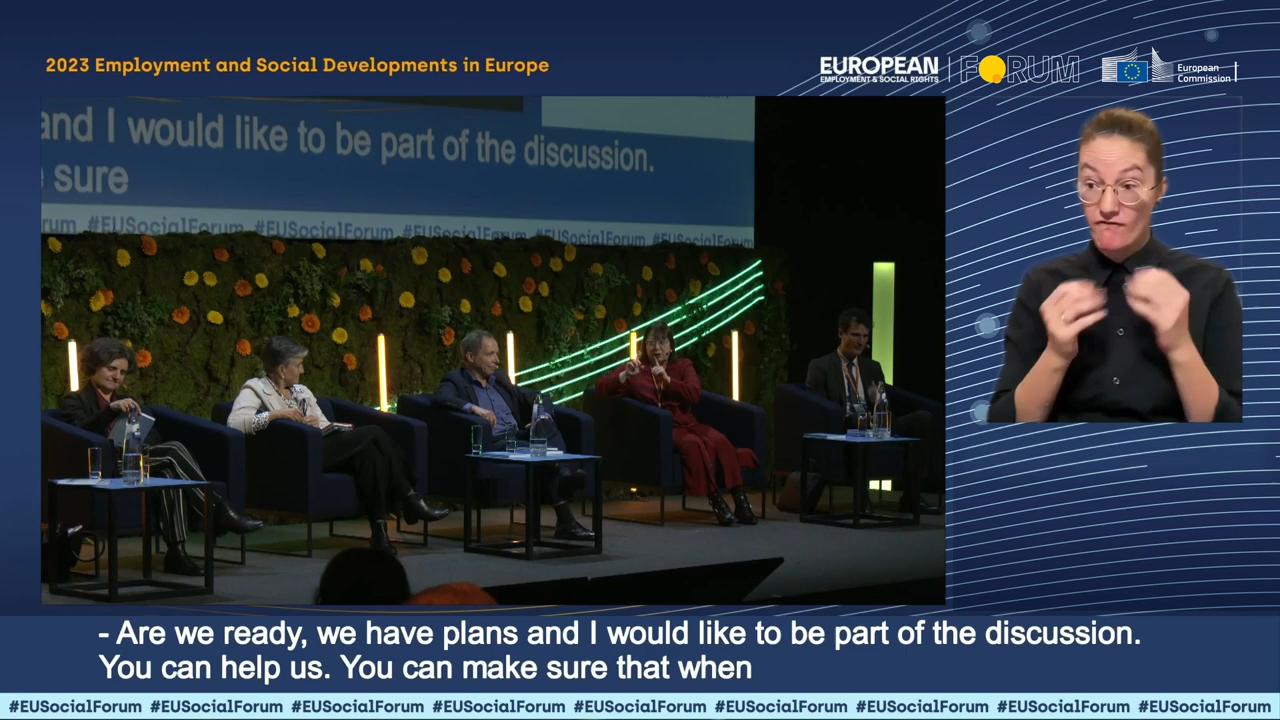 2023 Employment and Social Developments in Europe
EUROPEAN
EMPLOYMENT & SOCIAL RIGHTS
FORUM
European
Commission
and I would like to be part of the discussion.
sure
rum #EUSocialForum #EUSocialForum #EUSocialForum #EUSocialForum #EUSocialForum
- Are we ready, we have plans and I would like to be part of the discussion.
You can help us. You can make sure that when
#EUSocialForum #EUSocialForum #EUSocialForum #EUSocialForum #EUSocialForum #EUSocialForum #EUSocialForum #EUSocialForum #EUSocialForum